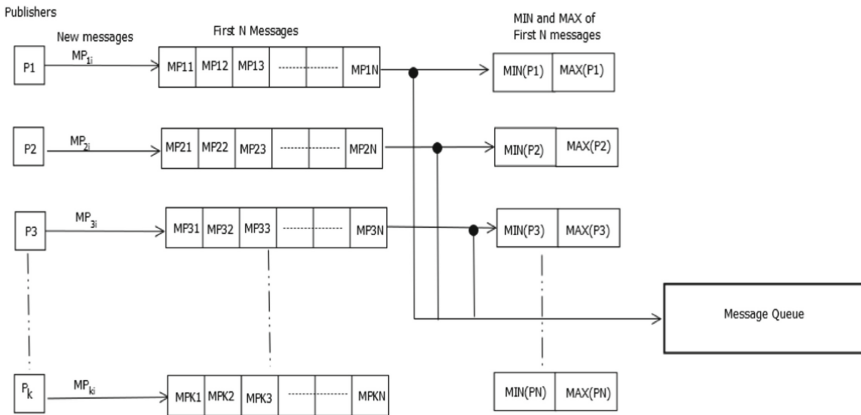 Publishers
New messages
First N Messages
MIN and MAX of
First N messages
P1
MP1i
MP11 MP12 MP13 ---------- ------- MP1N
MIN(P1) MAX(P1)
P2
MP2i
MP21 MP22 MP23 ---------- ------- MP2N
MIN(P2) MAX(P2)
P3
MP3i
MP31 MP32 MP33 ---------- ------- MP3N
MIN(P3) MAX(P3)
Message Queue
Pk
MPki
MPK1 MPK2 MPK3 ---------- ------- MPKN
MIN(PN) MAX(PN)